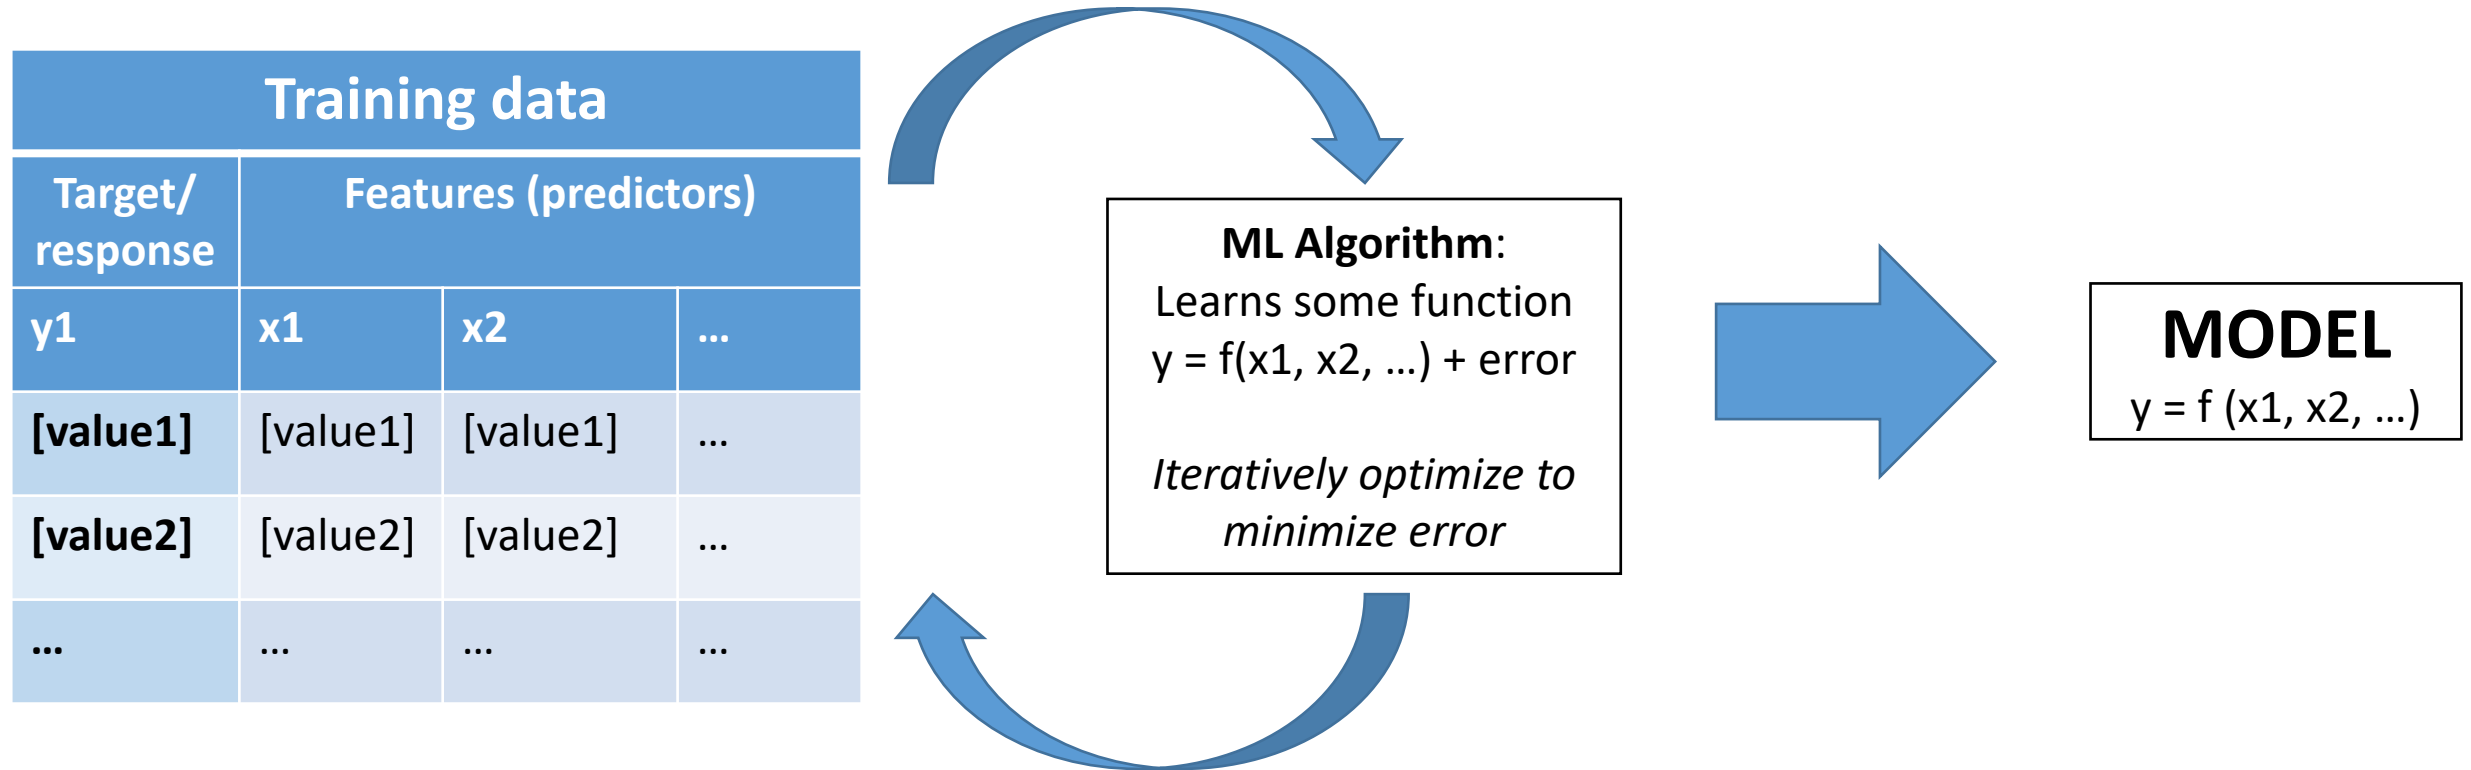 Training data
Target/
response
Features (predictors)
y1 x1 x2 ...
[value1] [value1] [value1] ...
[value2] [value2] [value2] ...
... ... ... ...
ML Algorithm:
Learns some function
y = f(x1, x2, ...) + error
Iteratively optimize to
minimize error
MODEL
y = f (x1, x2, ...)